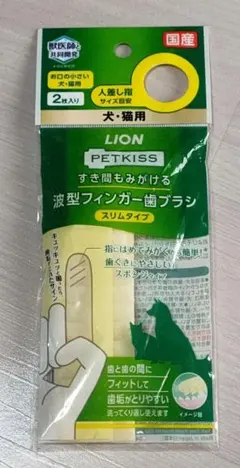 獣医師と
共同開発
国産
お口の小さい
犬・猫用
2枚入り
人差し指
サイズ目安
犬・猫用
LION
PETKISS
すき間もみがける
波型フィンガー歯ブラシ
スリムタイプ
指にはめてみがくから簡単!
歯ぐきにやさしい
スポンジタイプ
歯と歯の間に
フィットして
歯垢がとりやすい
洗ってくり返し使えます
イメージ図